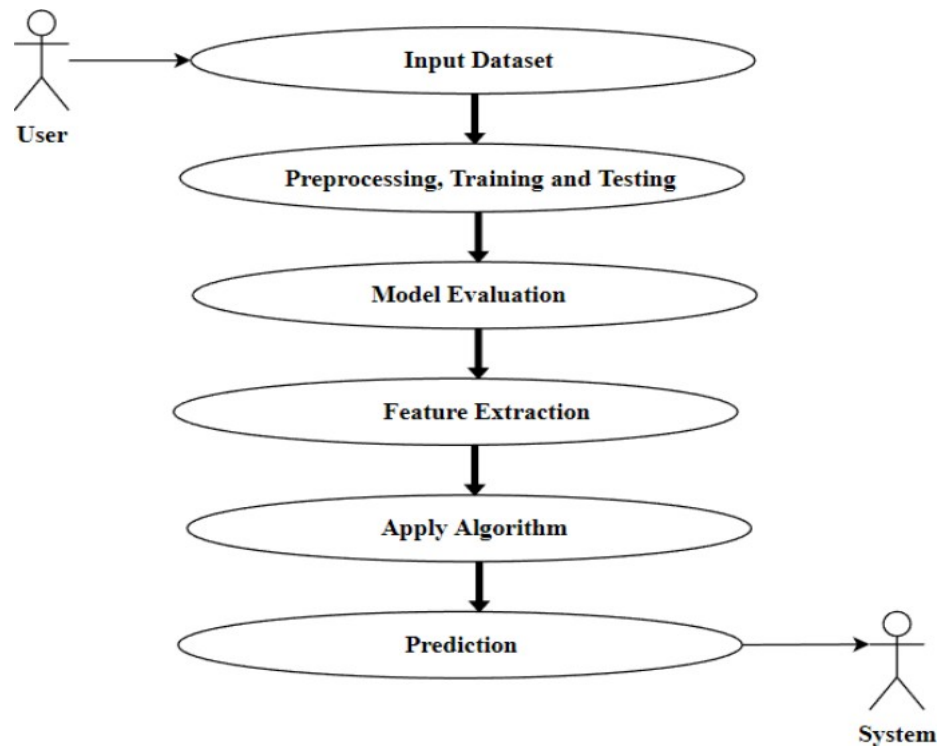 Input Dataset
User
Preprocessing, Training and Testing
Model Evaluation
Feature Extraction
Apply Algorithm
Prediction
System